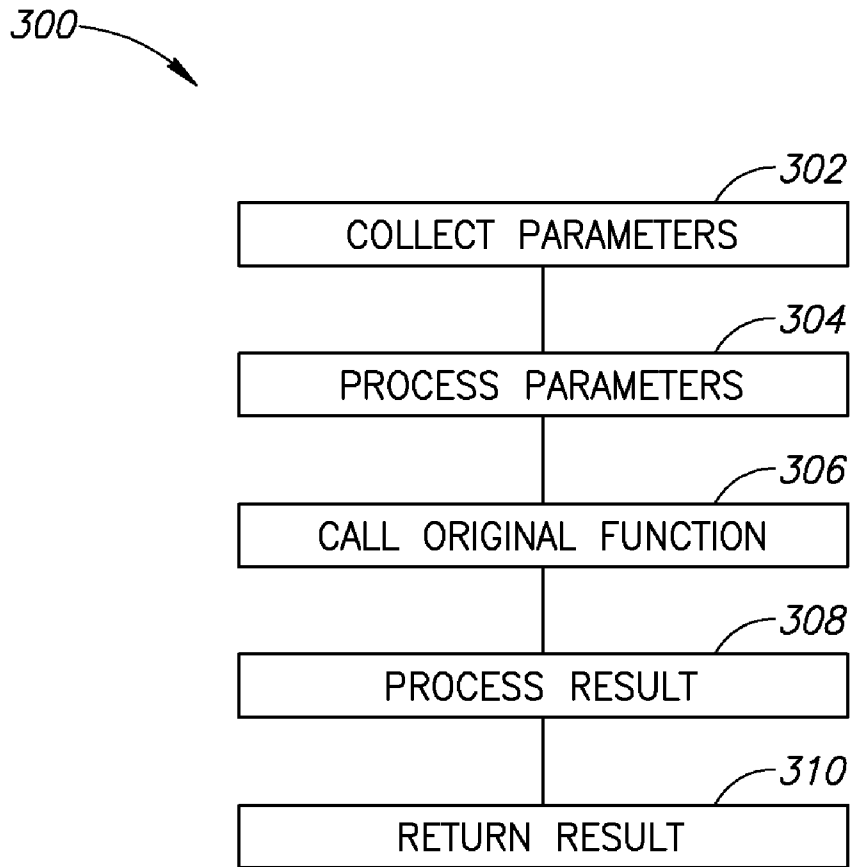 300
302
COLLECT PARAMETERS
304
PROCESS PARAMETERS
306
CALL ORIGINAL FUNCTION
308
PROCESS RESULT
310
RETURN RESULT